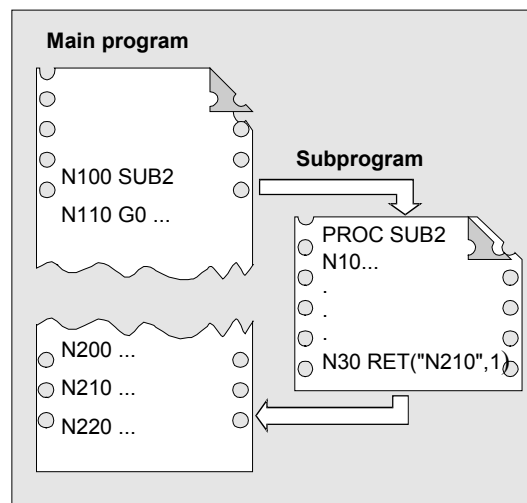 Main program
N100 SUB2
N110 G0 ...
Subprogram
PROC SUB2
N10...
.
.
.
N30 RET("N210",1)
N200 ...
N210 ...
N220 ...